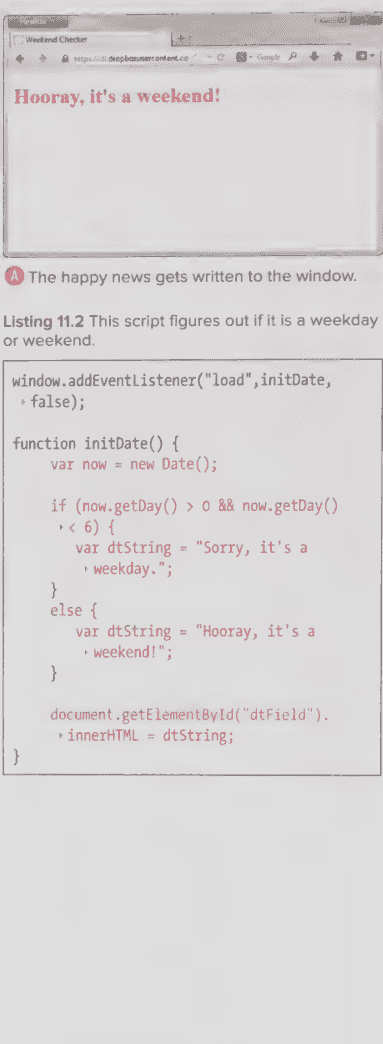 Weekend Checker
Google
Hooray, it's a weekend!
A The happy news gets written to the window.
Listing 11.2 This script figures out if it is a weekday
or weekend.
window.addEventListener("load",initDate,
› false);
function initDate() {
var now = new Date();
if (now.getDay() > 0 && now.getDay()
› < 6) {
var dtString = "Sorry, it's a
› weekday.";
}
else {
var dtString = "Hooray, it's a
› weekend!";
}
document.getElementById("dtField").
› innerHTML = dtString;
}